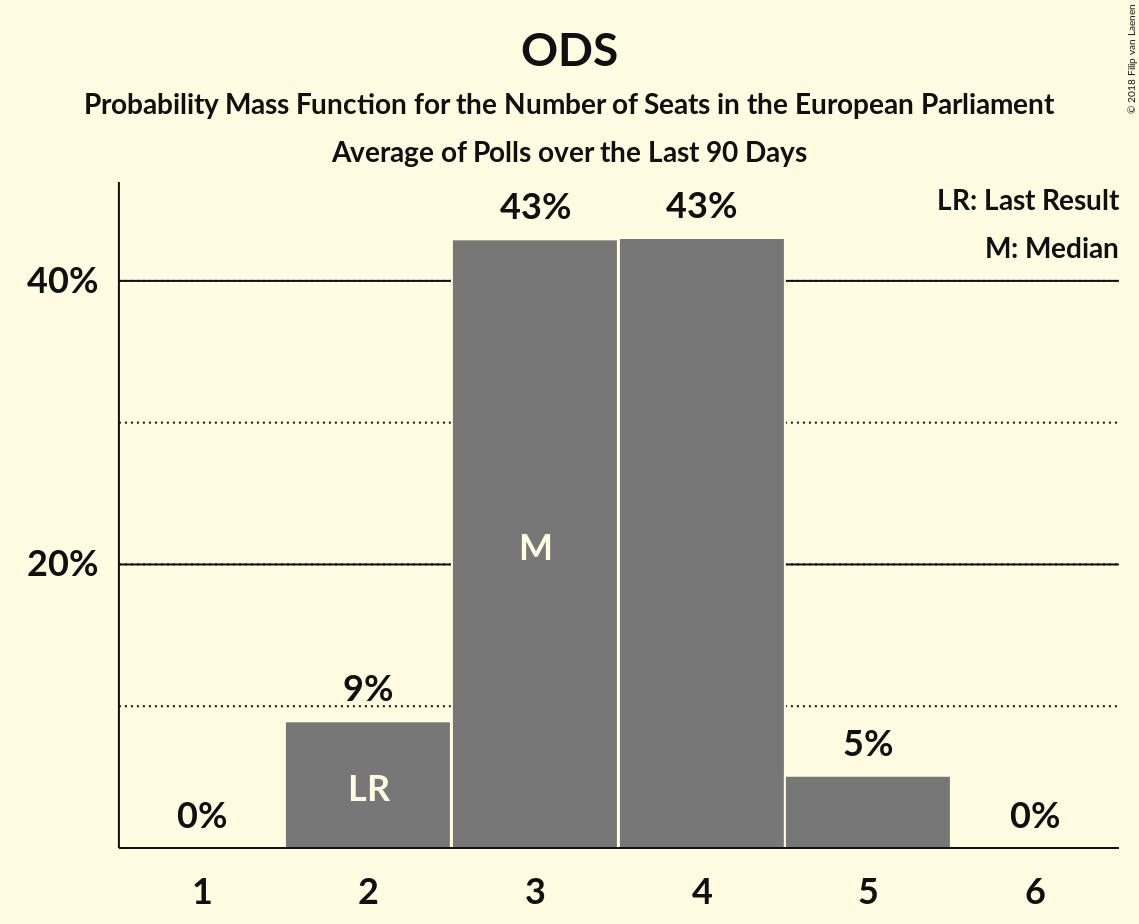 ODS
Probability Mass Function for the Number of Seats in the European Parliament
Average of Polls over the Last 90 Days
© 2018 Filip van Laenen
LR: Last Result
M: Median
43%
43%
40%
M
20%
9%
5%
LR
0%
0%
1
2
3
4
5
6